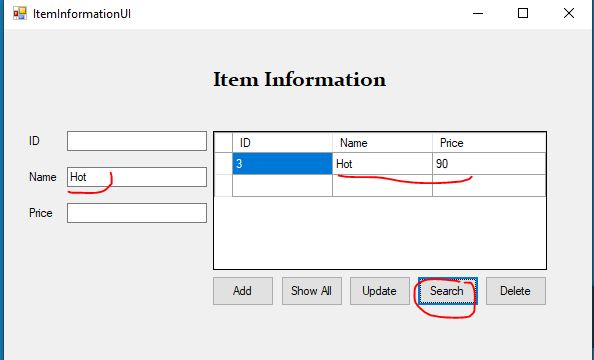 ItemInformationUI
Item Information
ID
Name Hot
Price
ID Name Price
3 Hot 90
Add Show All Update Search Delete